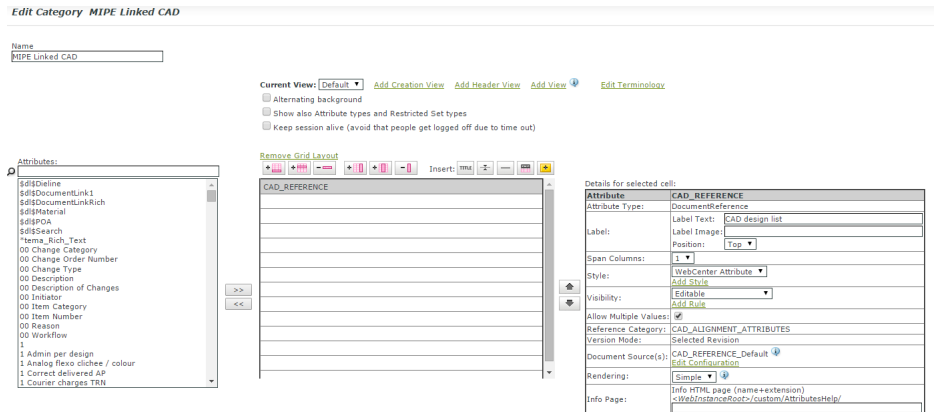 Edit Category MIPE Linked CAD
Name
MIPE Linked CAD
Current View: Default Add Creation View Add Header View Add View Edit Terminology
Alternating background
Show also Attribute types and Restricted Set types
Keep session alive (avoid that people get logged off due to time out)
Attributes:
$dl$Dieline
$dl$DocumentLink1
$dl$DocumentLinkRich
$dl$Material
$dl$POA
$dl$Search
*tema_Rich_Text
00 Change Category
00 Change Order Number
00 Change Type
00 Description
00 Description of Changes
00 Initiator
00 Item Category
00 Item Number
00 Reason
00 Workflow
1
1 Admin per design
1 Analog flexo clichee / colour
1 Correct delivered AP
1 Courier charges TRN
>>
<<
Remove Grid Layout
Insert: TITLE
CAD_REFERENCE
Details for selected cell:
Attribute CAD_REFERENCE
Attribute Type: DocumentReference
Label:
Label Text: CAD design list
Label Image:
Position: Top
Span Columns: 1
Style: WebCenter Attribute
Add Style
Visibility: Editable
Add Rule
Allow Multiple Values:
Reference Category: CAD_ALIGNMENT_ATTRIBUTES
Version Mode: Selected Revision
Document Source(s): CAD_REFERENCE_Default
Edit Configuration
Rendering: Simple
Info Page:
Info HTML page (name+extension)
<WebInstanceRoot>/custom/AttributesHelp/